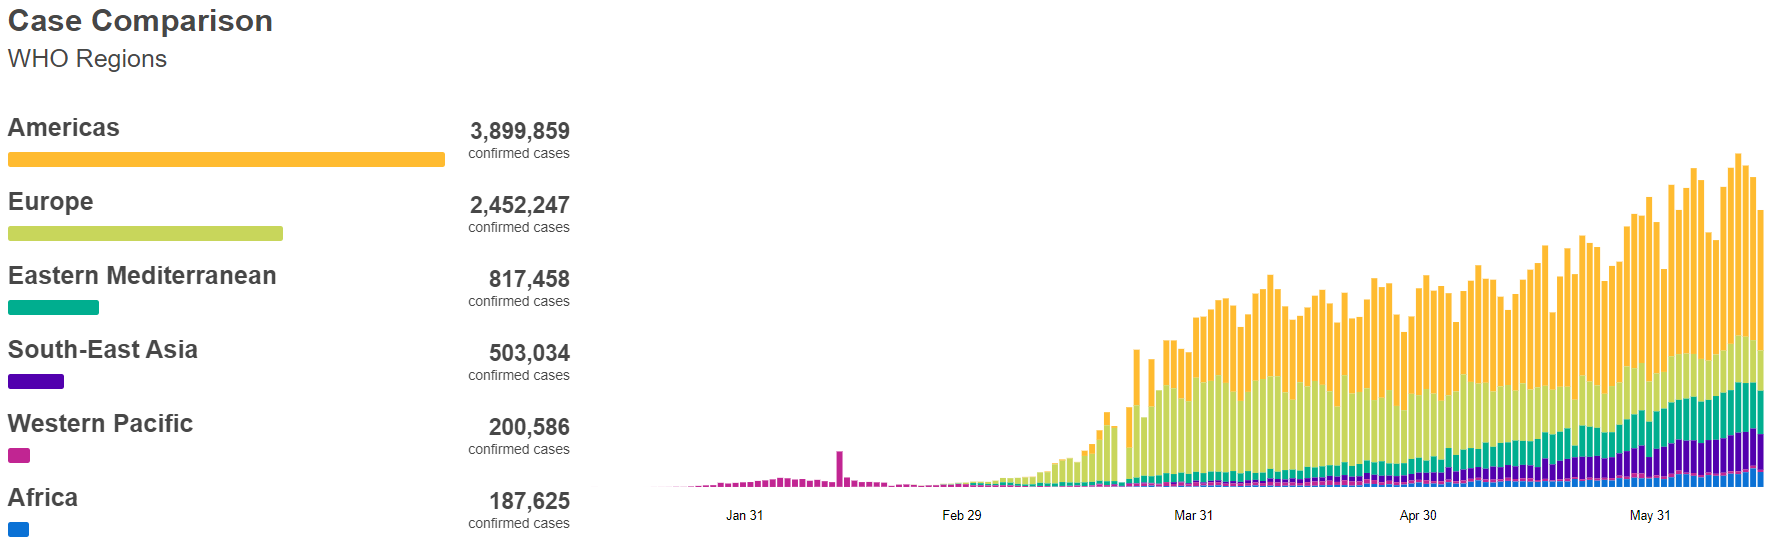 Case Comparison
WHO Regions
Americas
3,899,859
confirmed cases
Europe
2,452,247
confirmed cases
Eastern Mediterranean
817,458
confirmed cases
South-East Asia
503,034
confirmed cases
Western Pacific
200,586
confirmed cases
Africa
187,625
confirmed cases
Jan 31 Feb 29 Mar 31 Apr 30 May 31